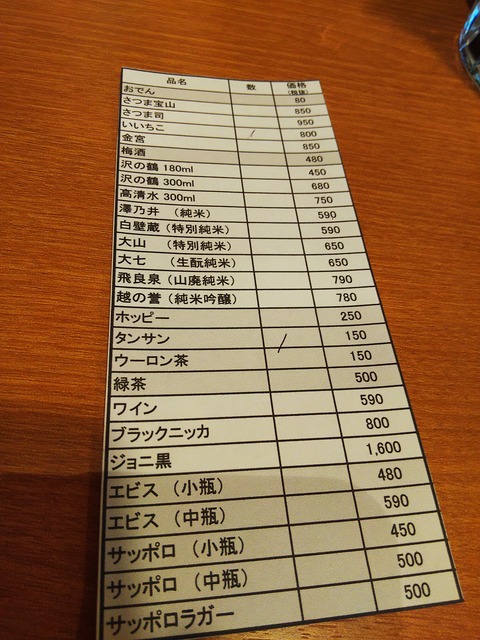 品名 数 価格
(税抜)
おでん 80
さつま宝山 850
さつま司 950
いいちこ 800
金宮 850
梅酒 480
沢の鶴 180ml 450
沢の鶴 300ml 680
高清水 300ml 750
澤乃井 （純米） 590
白壁蔵（特別純米） 590
大山 （特別純米） 650
大七 （生酛純米） 650
飛良泉（山廃純米） 790
越の誉（純米吟醸） 780
ホッピー 250
タンサン 150
ウーロン茶 150
緑茶 500
ワイン 590
ブラックニッカ 800
ジョニ黒 1,600
エビス （小瓶） 480
エビス （中瓶） 590
サッポロ （小瓶） 450
サッポロ （中瓶） 500
サッポロラガー 500